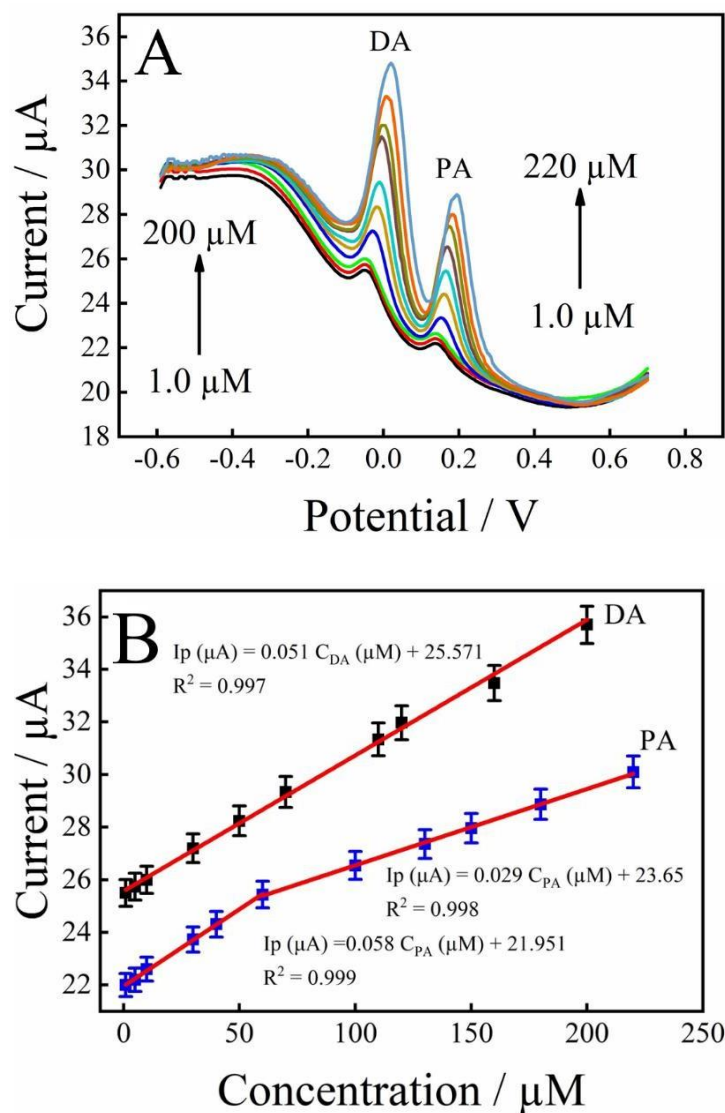 A
DA
PA
220 μM
200 μM
1.0 μM
1.0 μM
36
34
32
30
28
26
24
22
20
18
Current / μA
-0.6 -0.4 -0.2 0.0 0.2 0.4 0.6 0.8
Potential / V
B
DA
Ip (μA) = 0.051 C_DA (μM) + 25.571
R² = 0.997
PA
Ip (μA) = 0.029 C_PA (μM) + 23.65
R² = 0.998
Ip (μA) =0.058 C_PA (μM) + 21.951
R² = 0.999
36
34
32
30
28
26
24
22
Current / μA
0 50 100 150 200 250
Concentration / μM